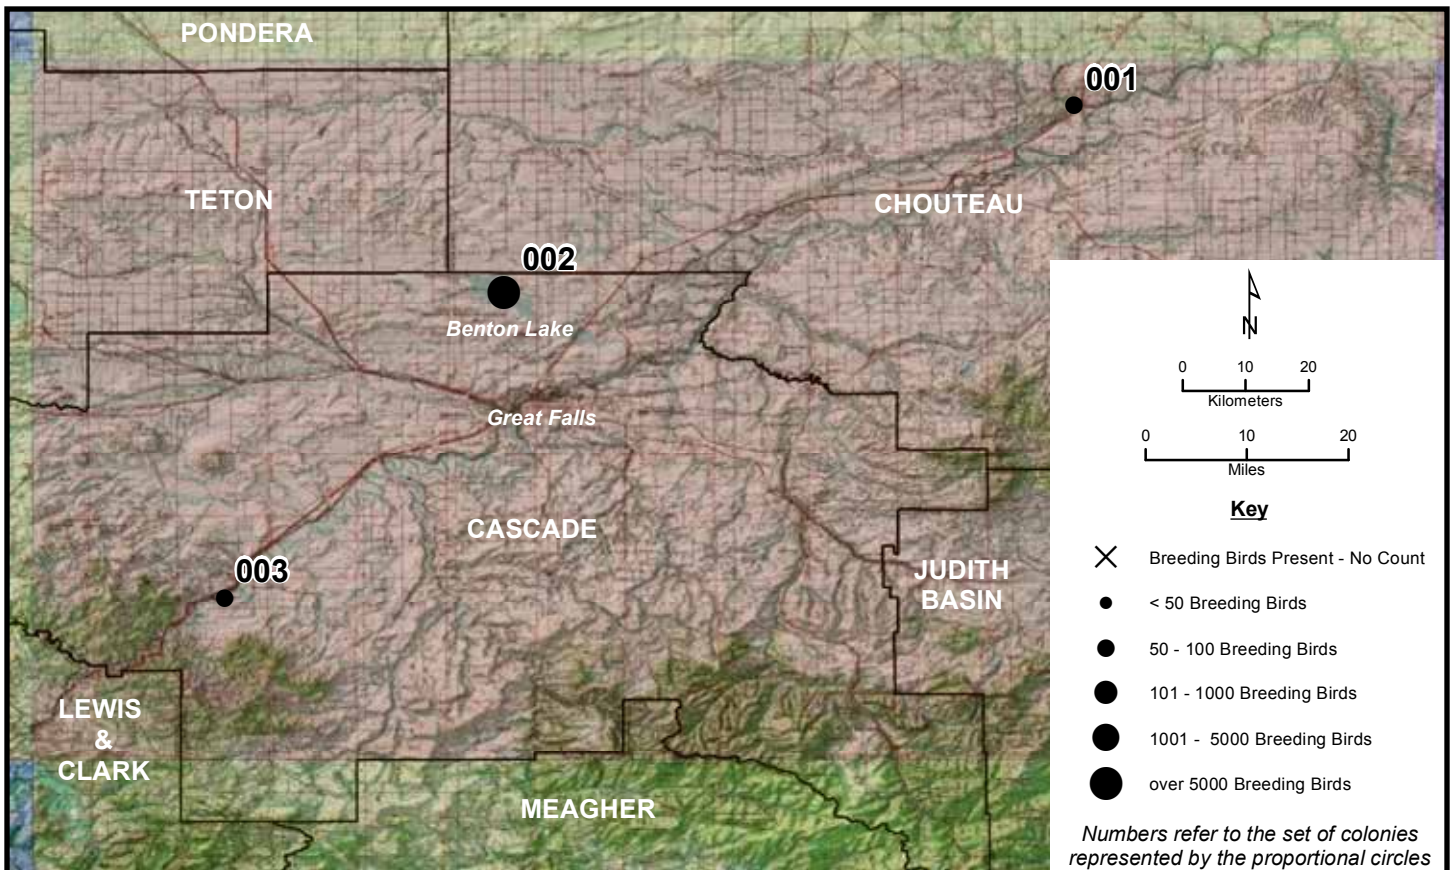 PONDERA
001
TETON
CHOUTEAU
002
Benton Lake
Great Falls
CASCADE
003
JUDITH
BASIN
LEWIS
&
CLARK
MEAGHER
N
0 10 20
Kilometers
0 10 20
Miles
Key
Breeding Birds Present - No Count
< 50 Breeding Birds
50 - 100 Breeding Birds
101 - 1000 Breeding Birds
1001 - 5000 Breeding Birds
over 5000 Breeding Birds
Numbers refer to the set of colonies
represented by the proportional circles